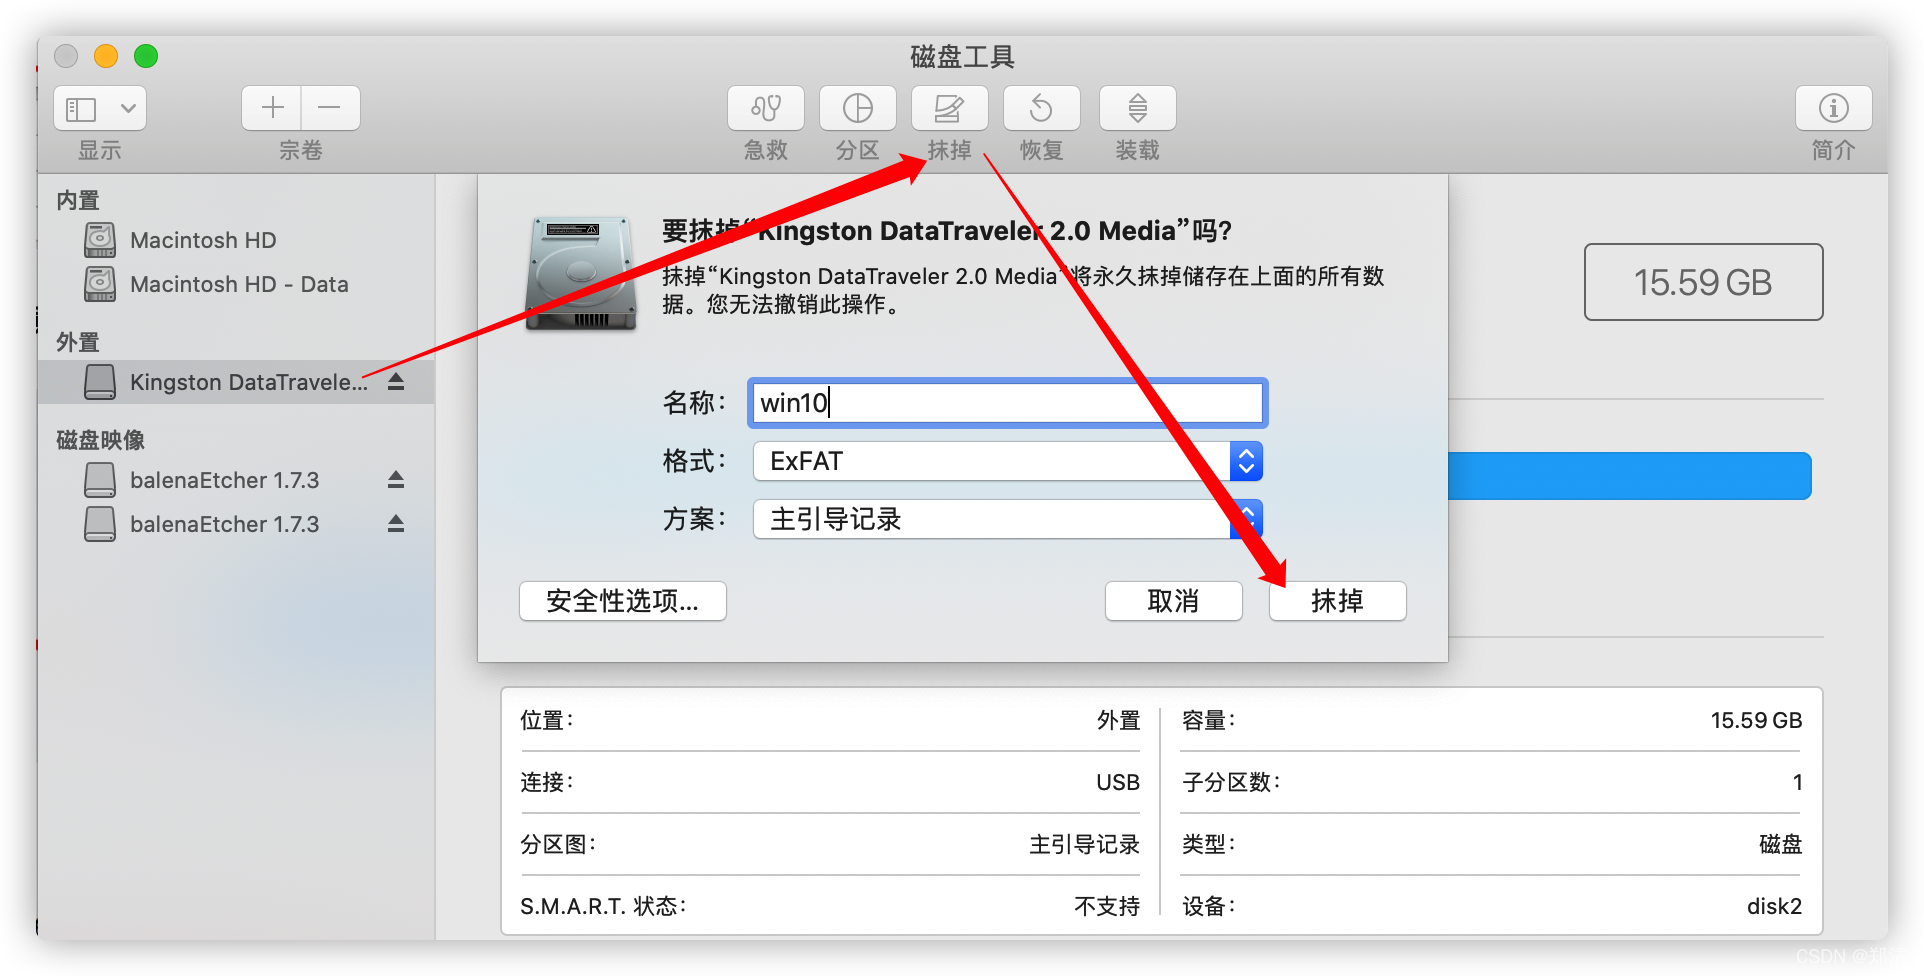 磁盘工具
显示
宗卷
急救
分区
抹掉
恢复
装载
简介
内置
Macintosh HD
Macintosh HD - Data
外置
Kingston DataTravele...
磁盘映像
balenaEtcher 1.7.3
balenaEtcher 1.7.3
要抹掉“Kingston DataTraveler 2.0 Media”吗?
抹掉“Kingston DataTraveler 2.0 Media”将永久抹掉储存在上面的所有数
据。您无法撤销此操作。
名称：
win10
格式：
ExFAT
方案：
主引导记录
安全性选项...
取消
抹掉
15.59 GB
位置：
外置
容量：
15.59 GB
连接：
USB
子分区数：
1
分区图：
主引导记录
类型：
磁盘
S.M.A.R.T. 状态：
不支持
设备：
disk2
CSDN